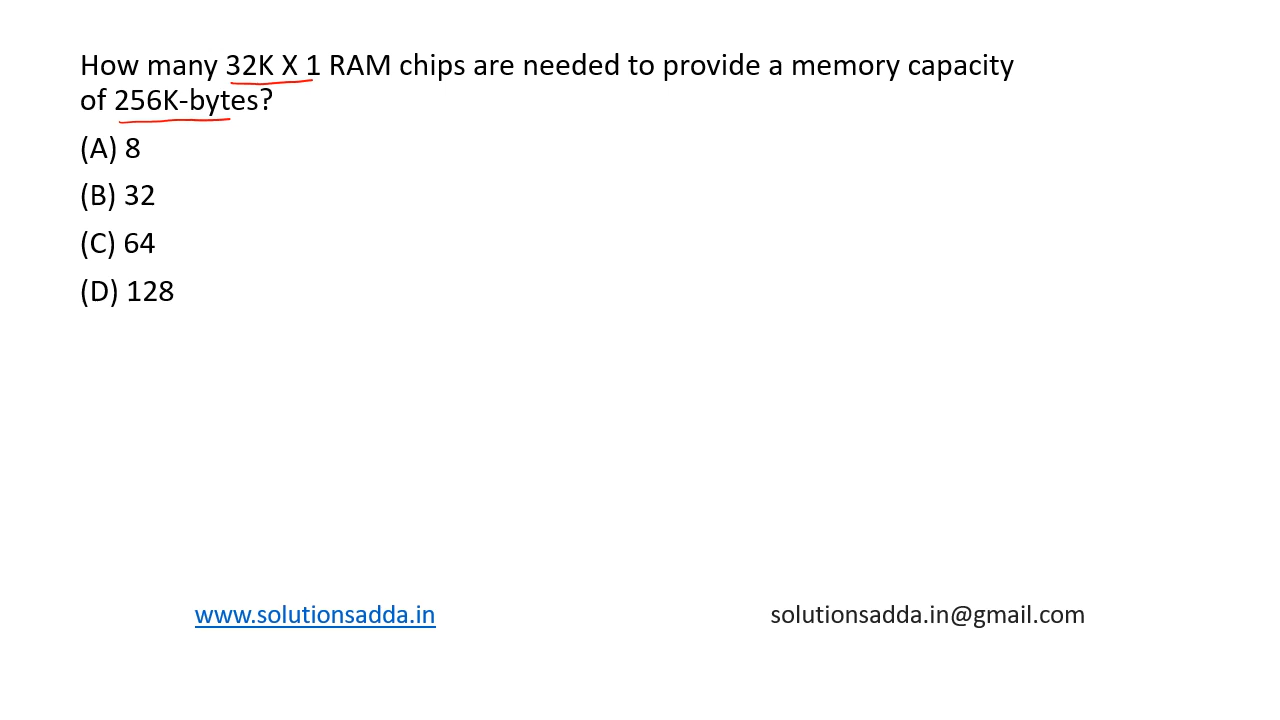 How many 32K X 1 RAM chips are needed to provide a memory capacity
of 256K-bytes?
(A) 8
(B) 32
(C) 64
(D) 128
www.solutionsadda.in
solutionsadda.in@gmail.com